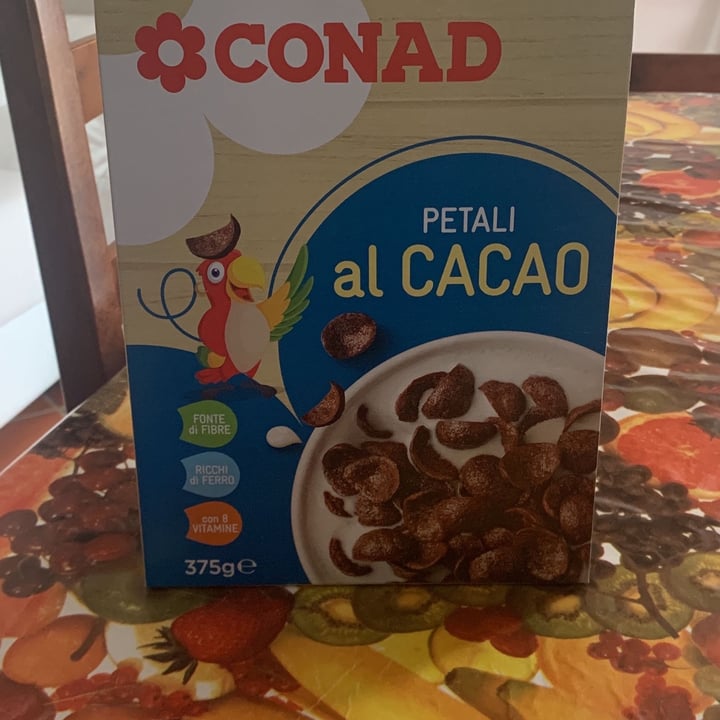 CONAD
PETALI
al CACAO
FONTE
di FIBRE
RICCHI
di FERRO
con 8
VITAMINE
375g℮